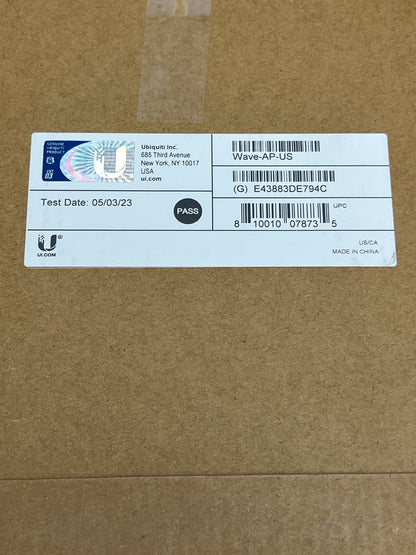 GENUINE
UBIQUITI
PRODUCT
U
Ubiquiti Inc.
685 Third Avenue
New York, NY 10017
USA
ui.com
Wave-AP-US
(G) E43883DE794C
Test Date: 05/03/23
PASS
UPC
8 10010 07873 5
U®
UI.COM
US/CA
MADE IN CHINA